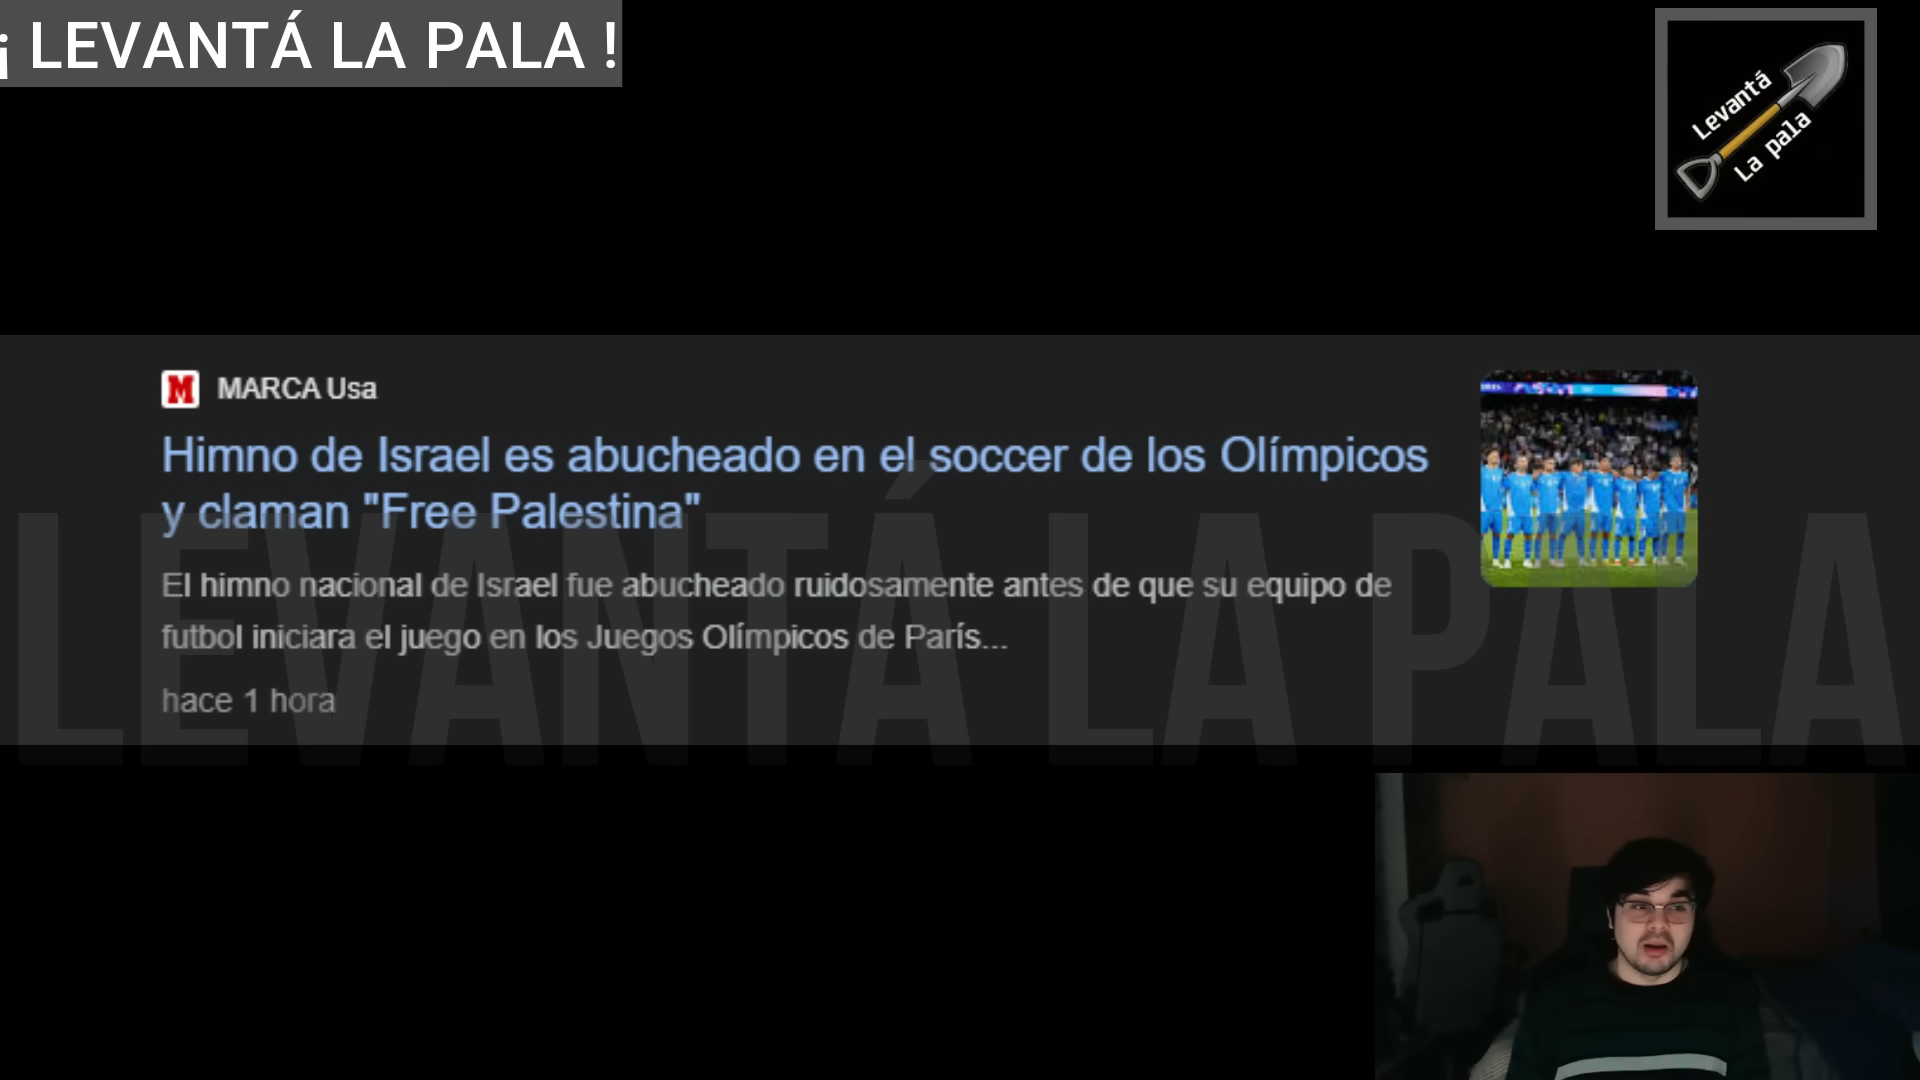 ¡ LEVANTÁ LA PALA !
Levantá
La pala
MARCA Usa
Himno de Israel es abucheado en el soccer de los Olímpicos
y claman "Free Palestina"
El himno nacional de Israel fue abucheado ruidosamente antes de que su equipo de
futbol iniciara el juego en los Juegos Olímpicos de París...
hace 1 hora
LEVANTÁ LA PALA